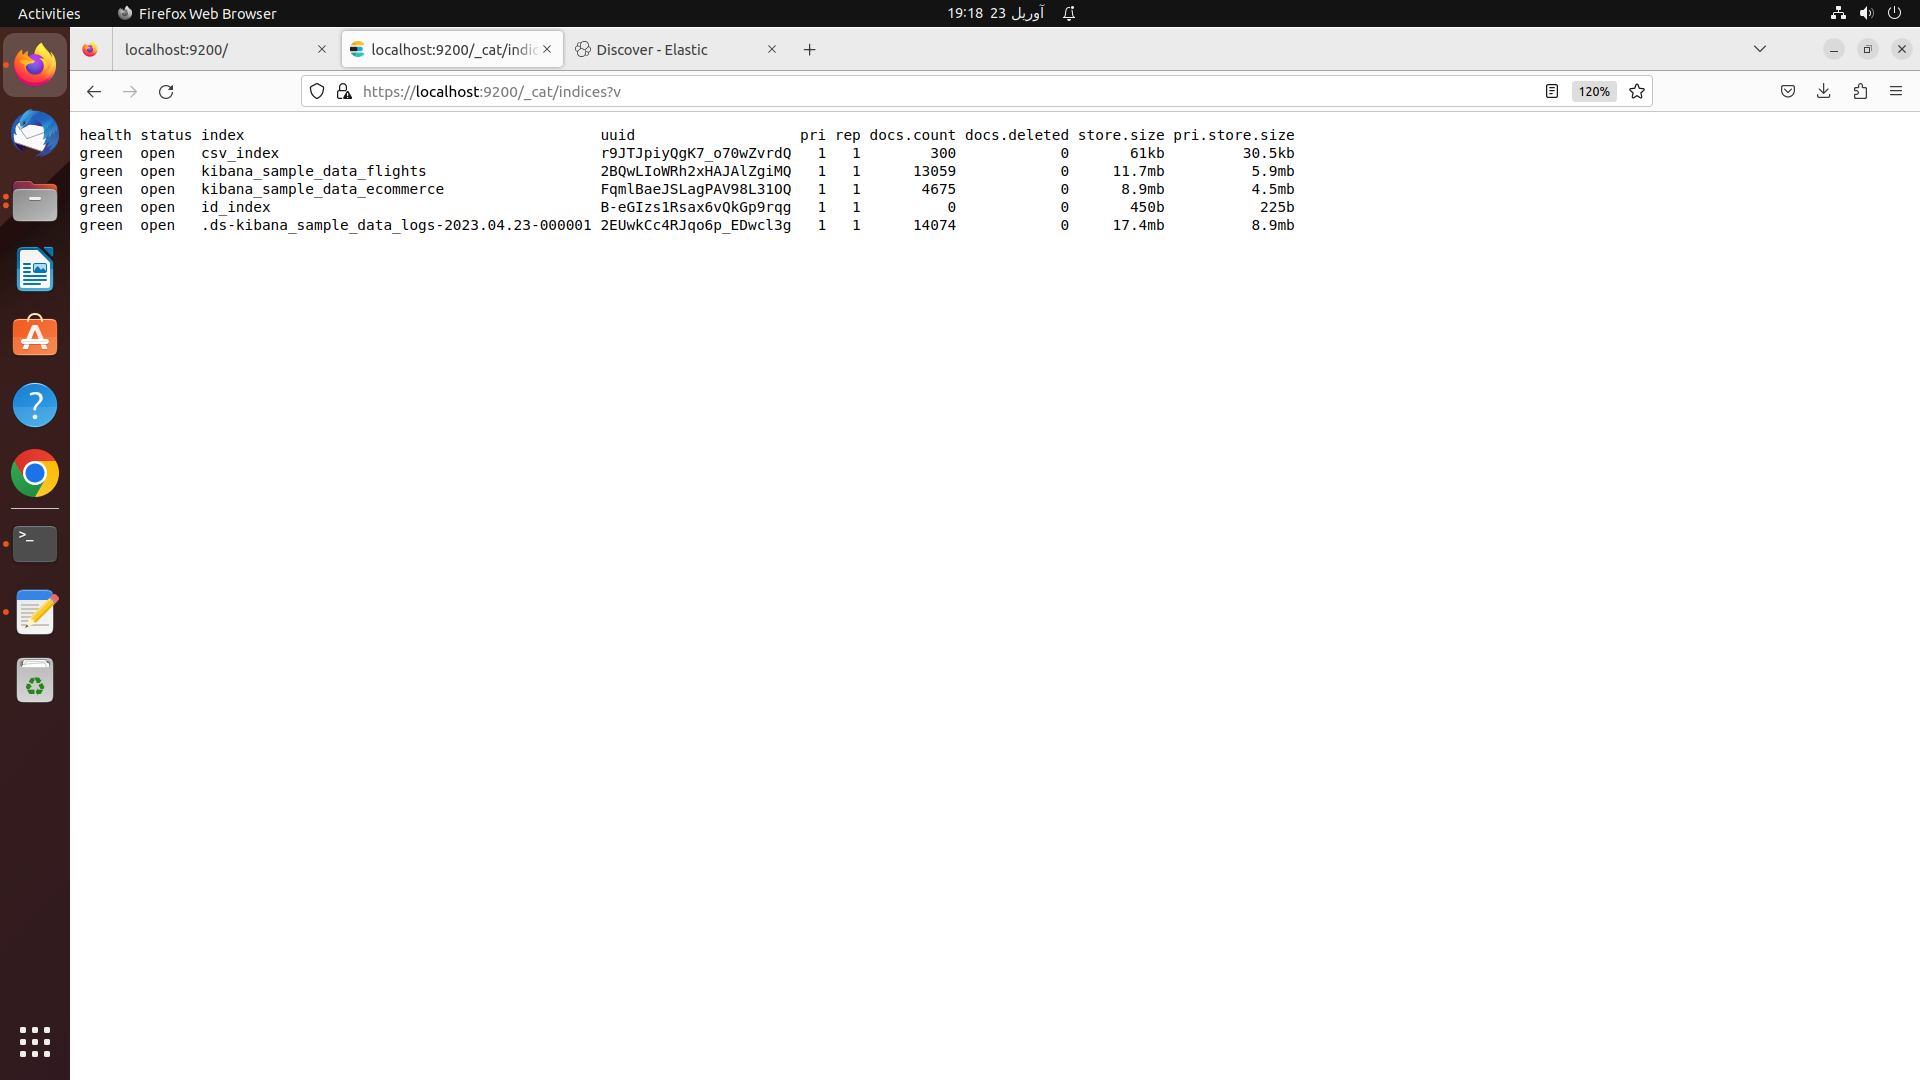 Activities Firefox Web Browser 19:18 23 آوریل
localhost:9200/ localhost:9200/_cat/indic Discover - Elastic
https://localhost:9200/_cat/indices?v 120%
health status index uuid pri rep docs.count docs.deleted store.size pri.store.size
green open csv_index r9JTJpiyQgK7_o70wZvrdQ 1 1 300 0 61kb 30.5kb
green open kibana_sample_data_flights 2BQwLIoWRh2xHAJAlZgiMQ 1 1 13059 0 11.7mb 5.9mb
green open kibana_sample_data_ecommerce FqmlBaeJSLagPAV98L31OQ 1 1 4675 0 8.9mb 4.5mb
green open id_index B-eGIzs1Rsax6vQkGp9rqg 1 1 0 0 450b 225b
green open .ds-kibana_sample_data_logs-2023.04.23-000001 2EUwkCc4RJqo6p_EDwcl3g 1 1 14074 0 17.4mb 8.9mb